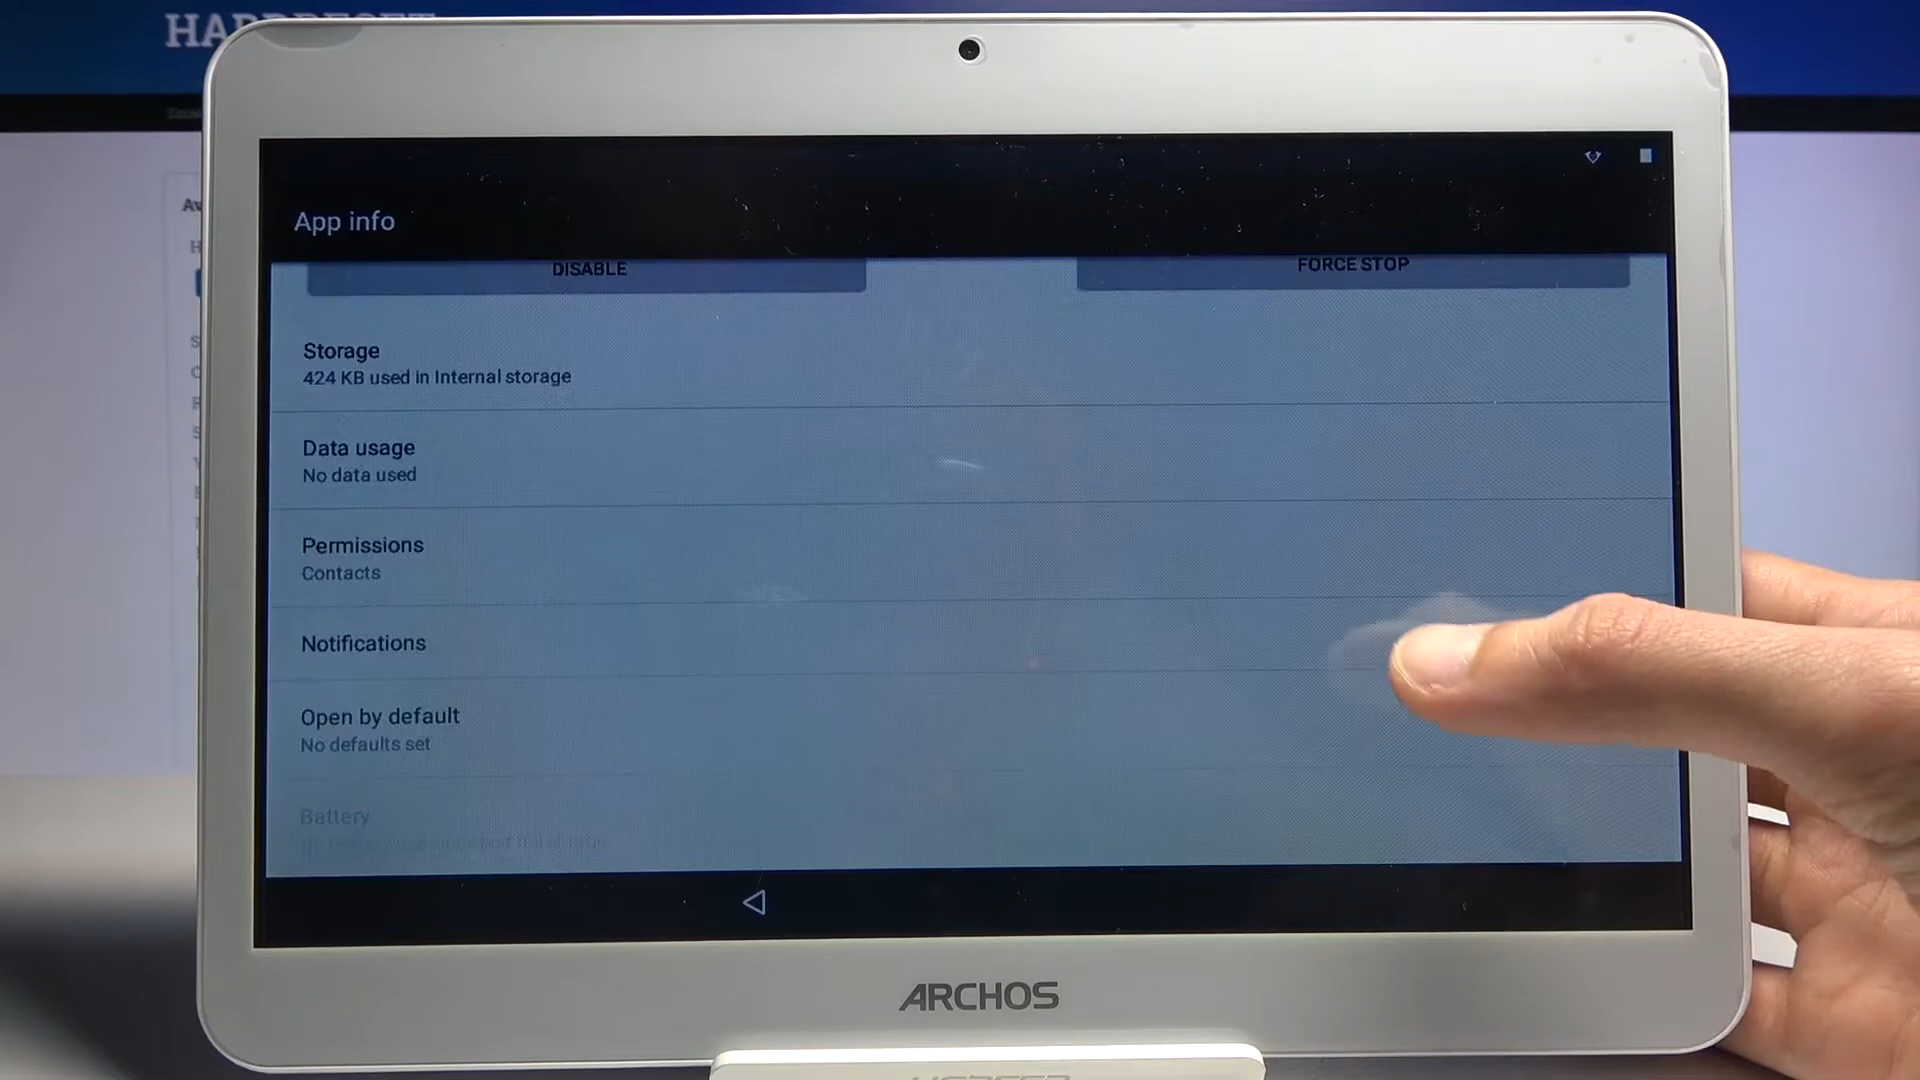 App info
DISABLE
FORCE STOP
Storage
424 KB used in Internal storage
Data usage
No data used
Permissions
Contacts
Notifications
Open by default
No defaults set
Battery
ARCHOS